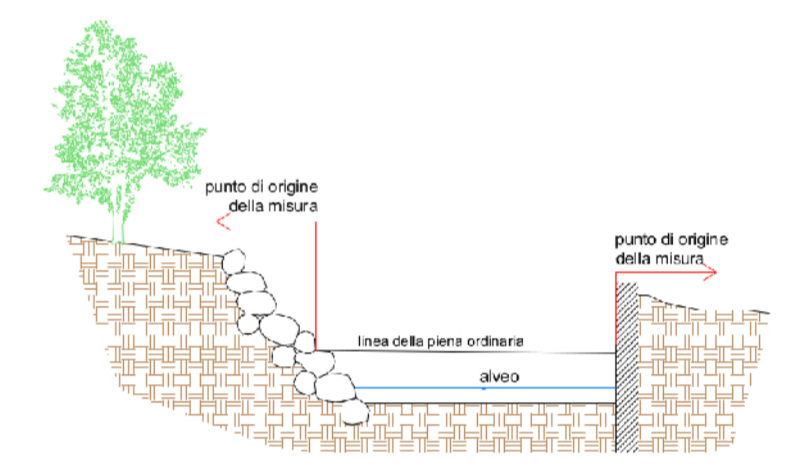 punto di origine
della misura
punto di origine
della misura
linea della piena ordinaria
alveo